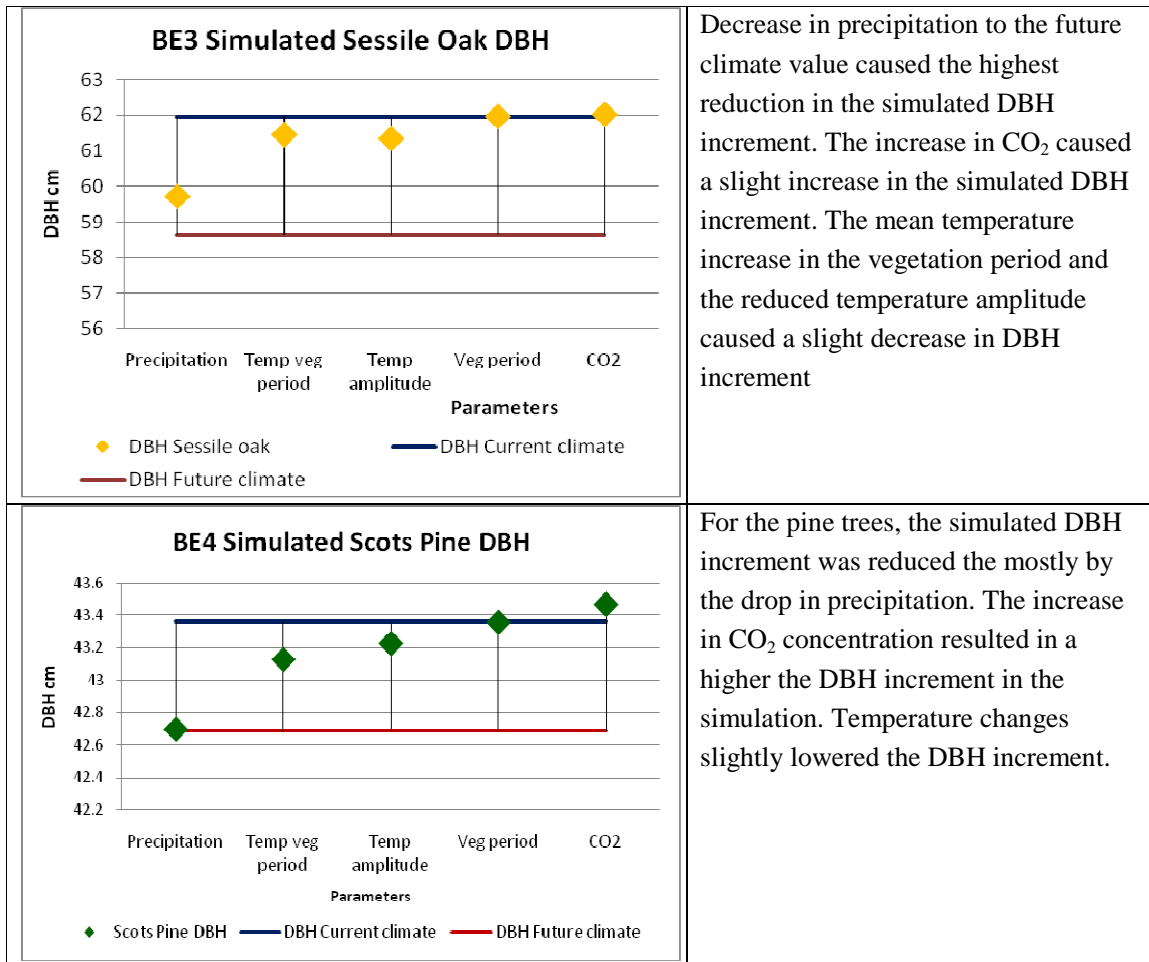 BE3 Simulated Sessile Oak DBH
63
62
61
60
59
58
57
56
DBH cm
Precipitation
Temp veg
period
Temp
amplitude
Veg period
CO2
Parameters
DBH Sessile oak
DBH Current climate
DBH Future climate
Decrease in precipitation to the future
climate value caused the highest
reduction in the simulated DBH
increment. The increase in CO₂ caused
a slight increase in the simulated DBH
increment. The mean temperature
increase in the vegetation period and
the reduced temperature amplitude
caused a slight decrease in DBH
increment
BE4 Simulated Scots Pine DBH
43.6
43.4
43.2
43
42.8
42.6
42.4
42.2
DBH cm
Precipitation
Temp veg
period
Temp
amplitude
Veg period
CO2
Parameters
Scots Pine DBH
DBH Current climate
DBH Future climate
For the pine trees, the simulated DBH
increment was reduced the mostly by
the drop in precipitation. The increase
in CO₂ concentration resulted in a
higher the DBH increment in the
simulation. Temperature changes
slightly lowered the DBH increment.